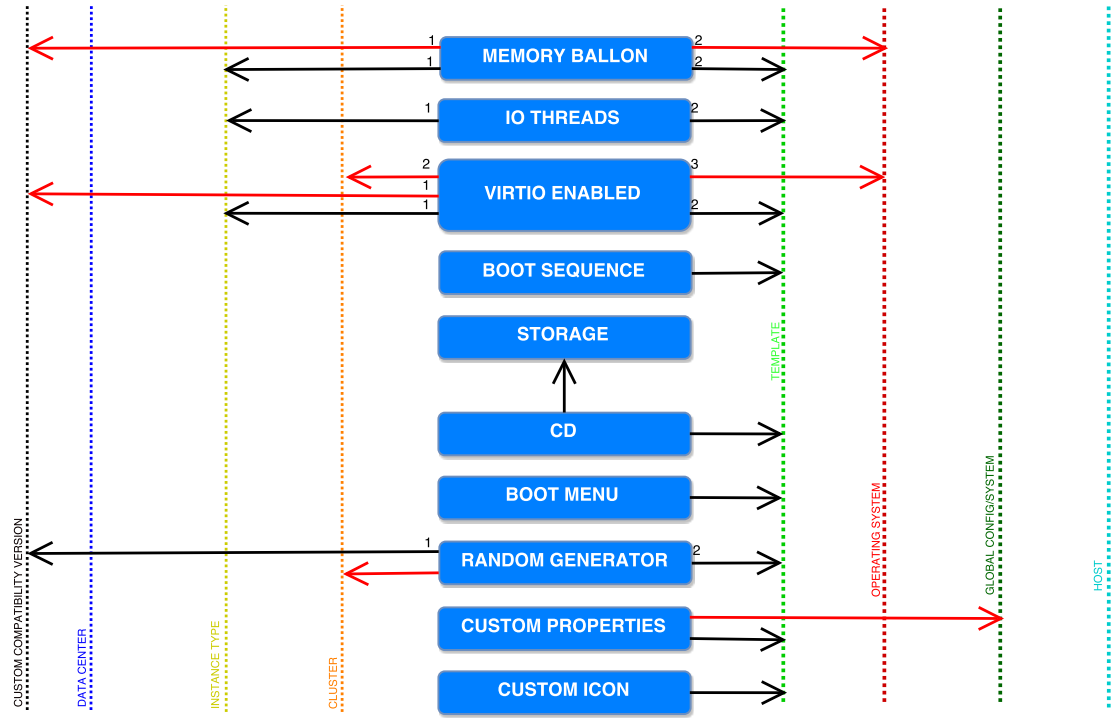 1
2
MEMORY BALLON
1
2
1
2
IO THREADS
2
3
1
VIRTIO ENABLED
1
2
BOOT SEQUENCE
STORAGE
TEMPLATE
CD
BOOT MENU
OPERATING SYSTEM
GLOBAL CONFIG/SYSTEM
HOST
CUSTOM COMPATIBILITY VERSION
1
2
RANDOM GENERATOR
CUSTOM PROPERTIES
DATA CENTER
INSTANCE TYPE
CLUSTER
CUSTOM ICON